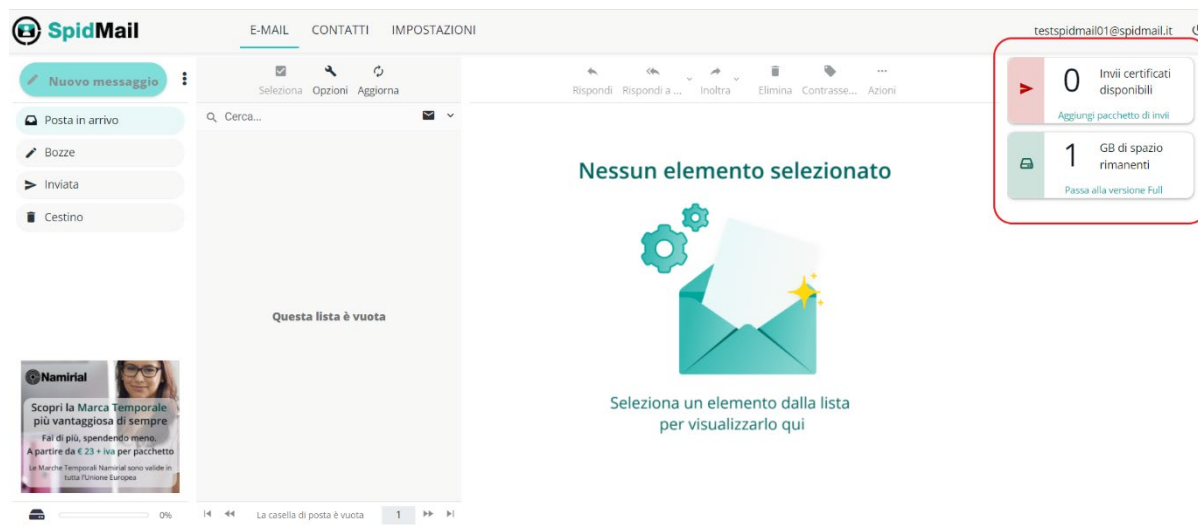 SpidMail
E-MAIL CONTATTI IMPOSTAZIONI
testspidmail01@spidmail.it
Nuovo messaggio
Posta in arrivo
Bozze
Inviata
Cestino
Seleziona Opzioni Aggiorna
Cerca...
Questa lista è vuota
Rispondi Rispondi a ... Inoltra Elimina Contrasse... Azioni
Nessun elemento selezionato
Seleziona un elemento dalla lista
per visualizzarlo qui
0 Invii certificati
disponibili
Aggiungi pacchetto di invii
1 GB di spazio
rimanenti
Passa alla versione Full
Namirial
Scopri la Marca Temporale
più vantaggiosa di sempre
Fai di più, spendendo meno.
A partire da € 23 + iva per pacchetto
Le Marche Temporali Namirial sono valide in
tutta l'Unione Europea
0%
La casella di posta è vuota 1